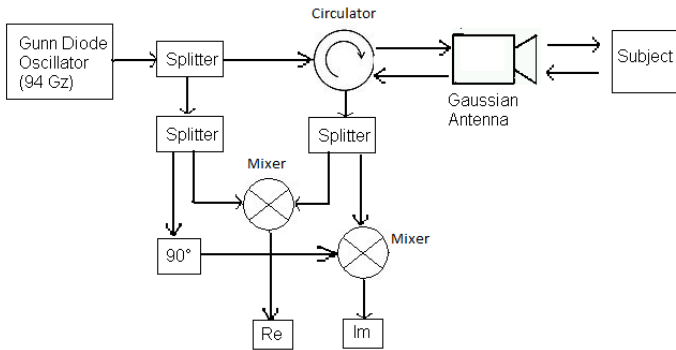 Circulator
Gunn Diode
Oscillator
(94 Gz)
Splitter
Subject
Gaussian
Antenna
Splitter
Splitter
Mixer
Mixer
90°
Re
Im